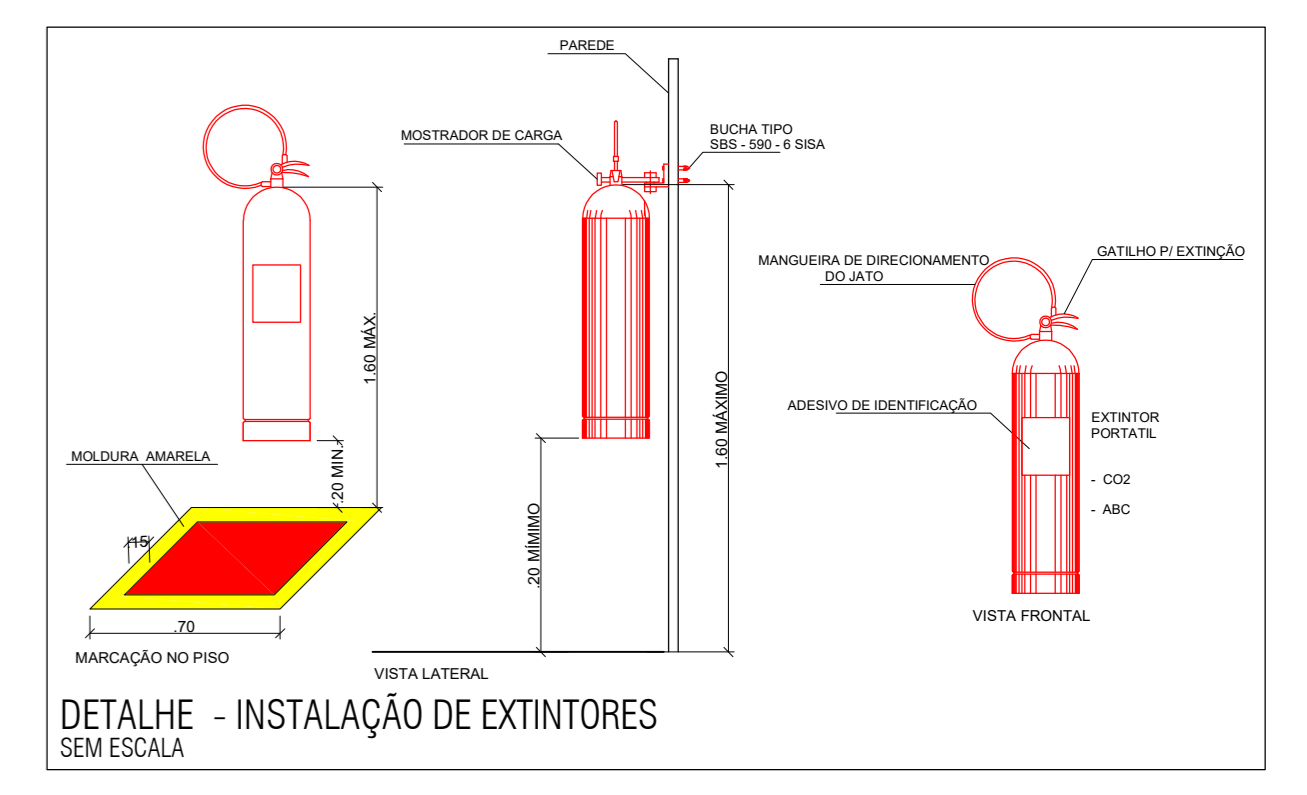 PAREDE
MOSTRADOR DE CARGA
BUCHA TIPO
SBS - 590 - 6 SISA
MANGUEIRA DE DIRECIONAMENTO
DO JATO
GATILHO P/ EXTINÇÃO
1.60 MÁX.
1.60 MÁXIMO
ADESIVO DE IDENTIFICAÇÃO
EXTINTOR
PORTATIL
- CO2
- ABC
MOLDURA AMARELA
.20 MIN.
.20 MÍMIMO
.15
.70
MARCAÇÃO NO PISO
VISTA LATERAL
VISTA FRONTAL
DETALHE - INSTALAÇÃO DE EXTINTORES
SEM ESCALA